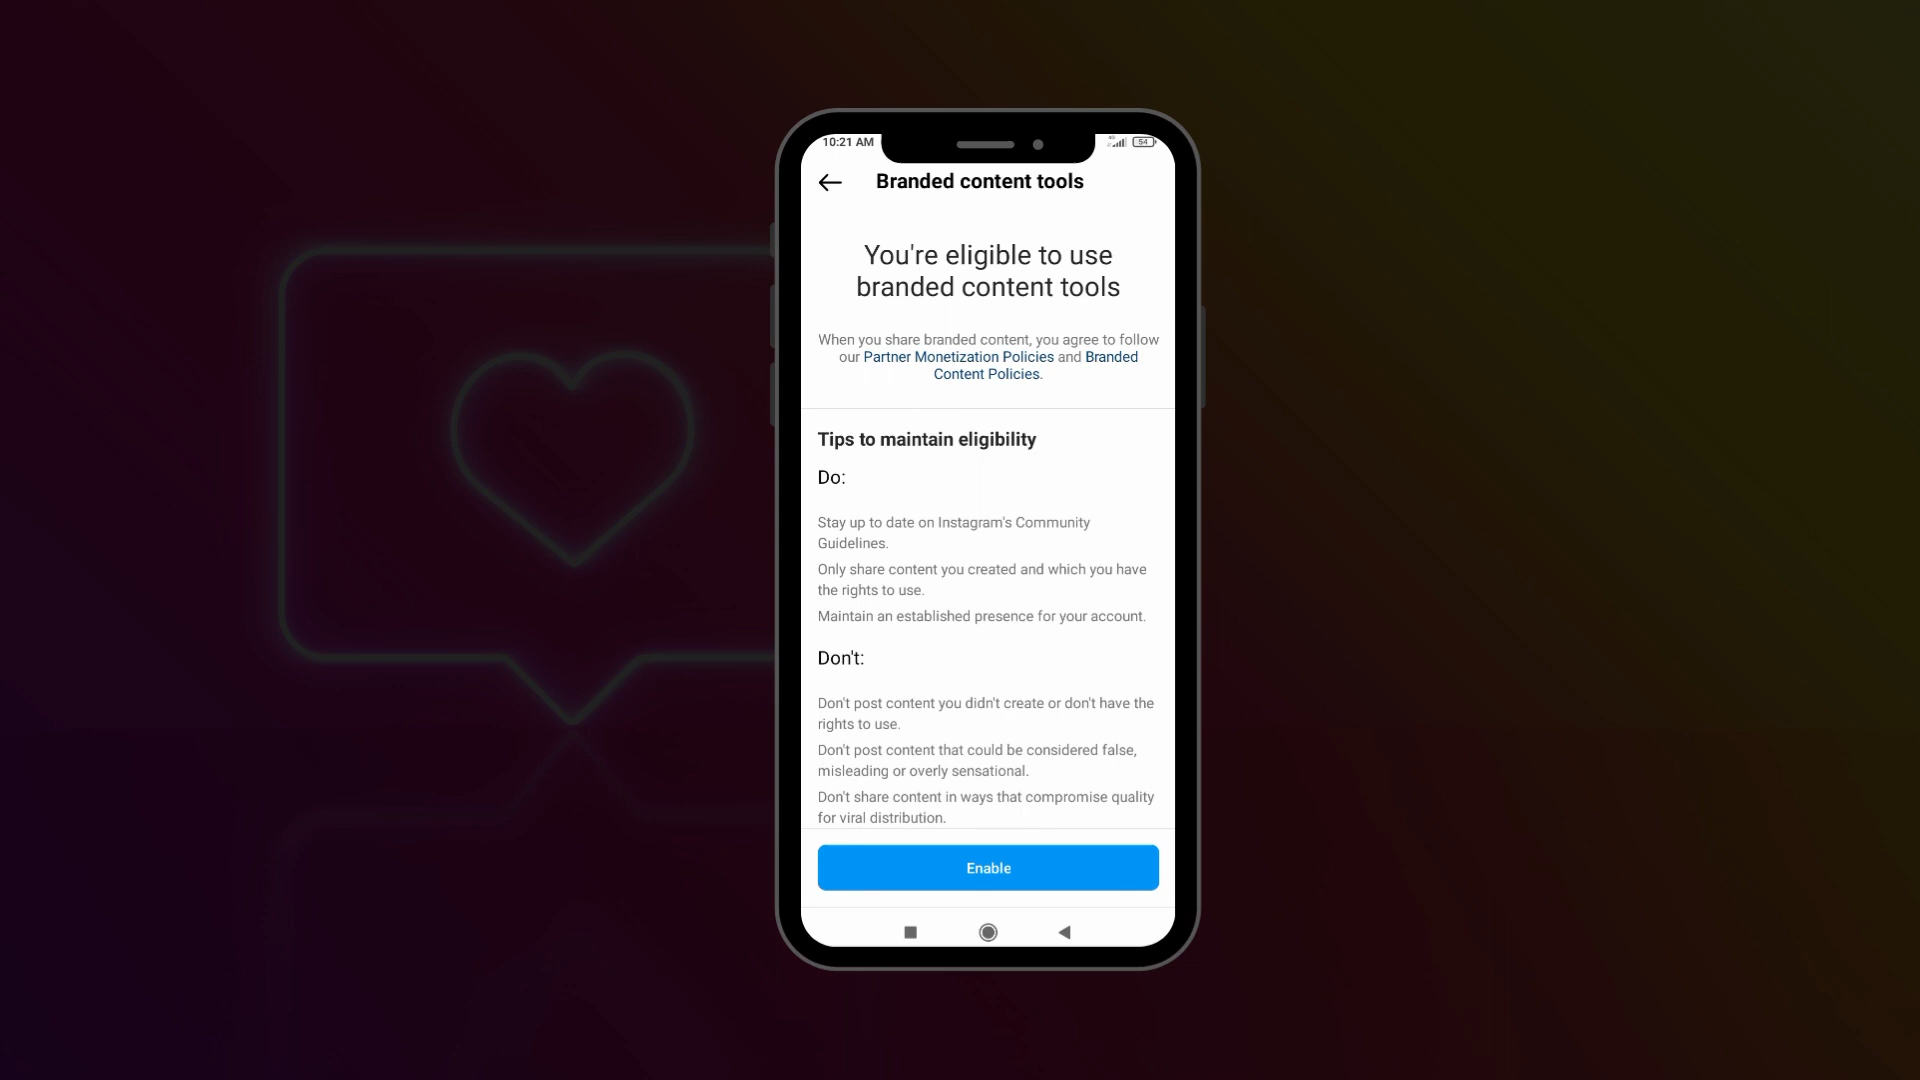 10:21 AM
54
Branded content tools
You're eligible to use
branded content tools
When you share branded content, you agree to follow
our Partner Monetization Policies and Branded
Content Policies.
Tips to maintain eligibility
Do:
Stay up to date on Instagram's Community
Guidelines.
Only share content you created and which you have
the rights to use.
Maintain an established presence for your account.
Don't:
Don't post content you didn't create or don't have the
rights to use.
Don't post content that could be considered false,
misleading or overly sensational.
Don't share content in ways that compromise quality
for viral distribution.
Enable